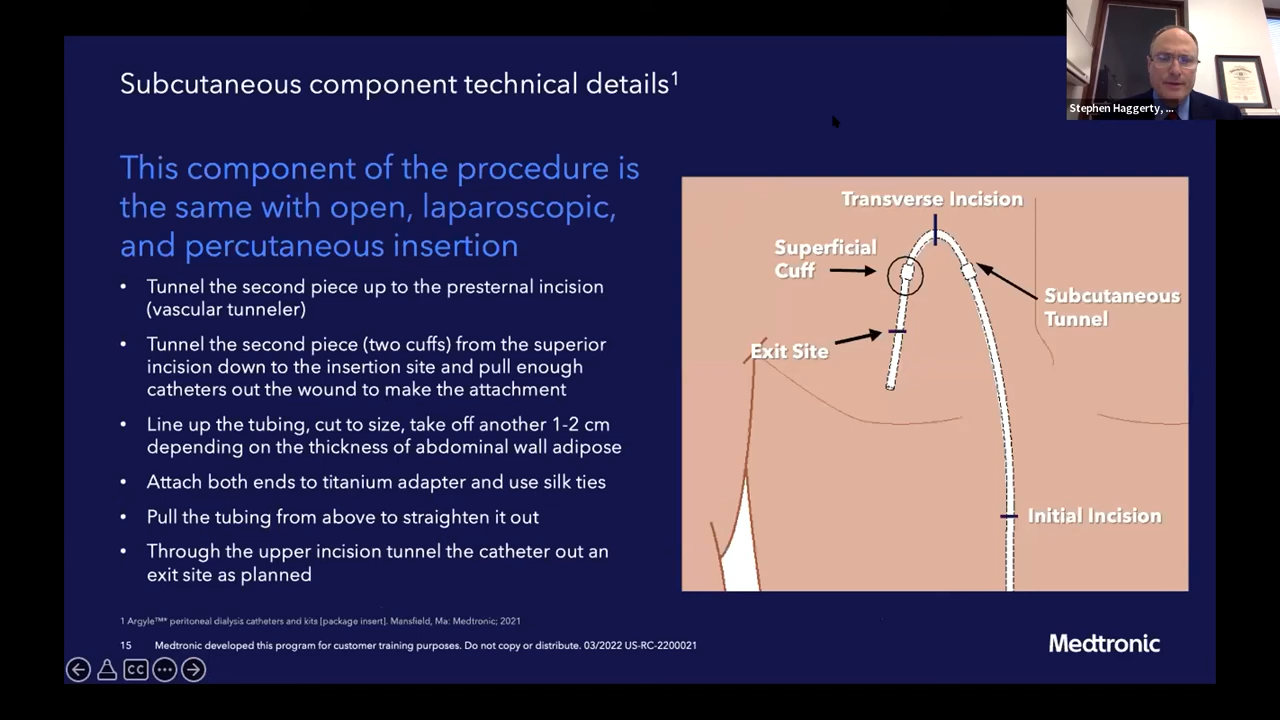 Subcutaneous component technical details¹
This component of the procedure is
the same with open, laparoscopic,
and percutaneous insertion
• Tunnel the second piece up to the presternal incision
(vascular tunneler)
• Tunnel the second piece (two cuffs) from the superior
incision down to the insertion site and pull enough
catheters out the wound to make the attachment
• Line up the tubing, cut to size, take off another 1-2 cm
depending on the thickness of abdominal wall adipose
• Attach both ends to titanium adapter and use silk ties
• Pull the tubing from above to straighten it out
• Through the upper incision tunnel the catheter out an
exit site as planned
Transverse Incision
Superficial
Cuff
Subcutaneous
Tunnel
Exit Site
Initial Incision
1 Argyle™* peritoneal dialysis catheters and kits [package insert]. Mansfield, Ma: Medtronic; 2021
15 Medtronic developed this program for customer training purposes. Do not copy or distribute. 03/2022 US-RC-2200021
Medtronic
CC
Stephen Haggerty, ...